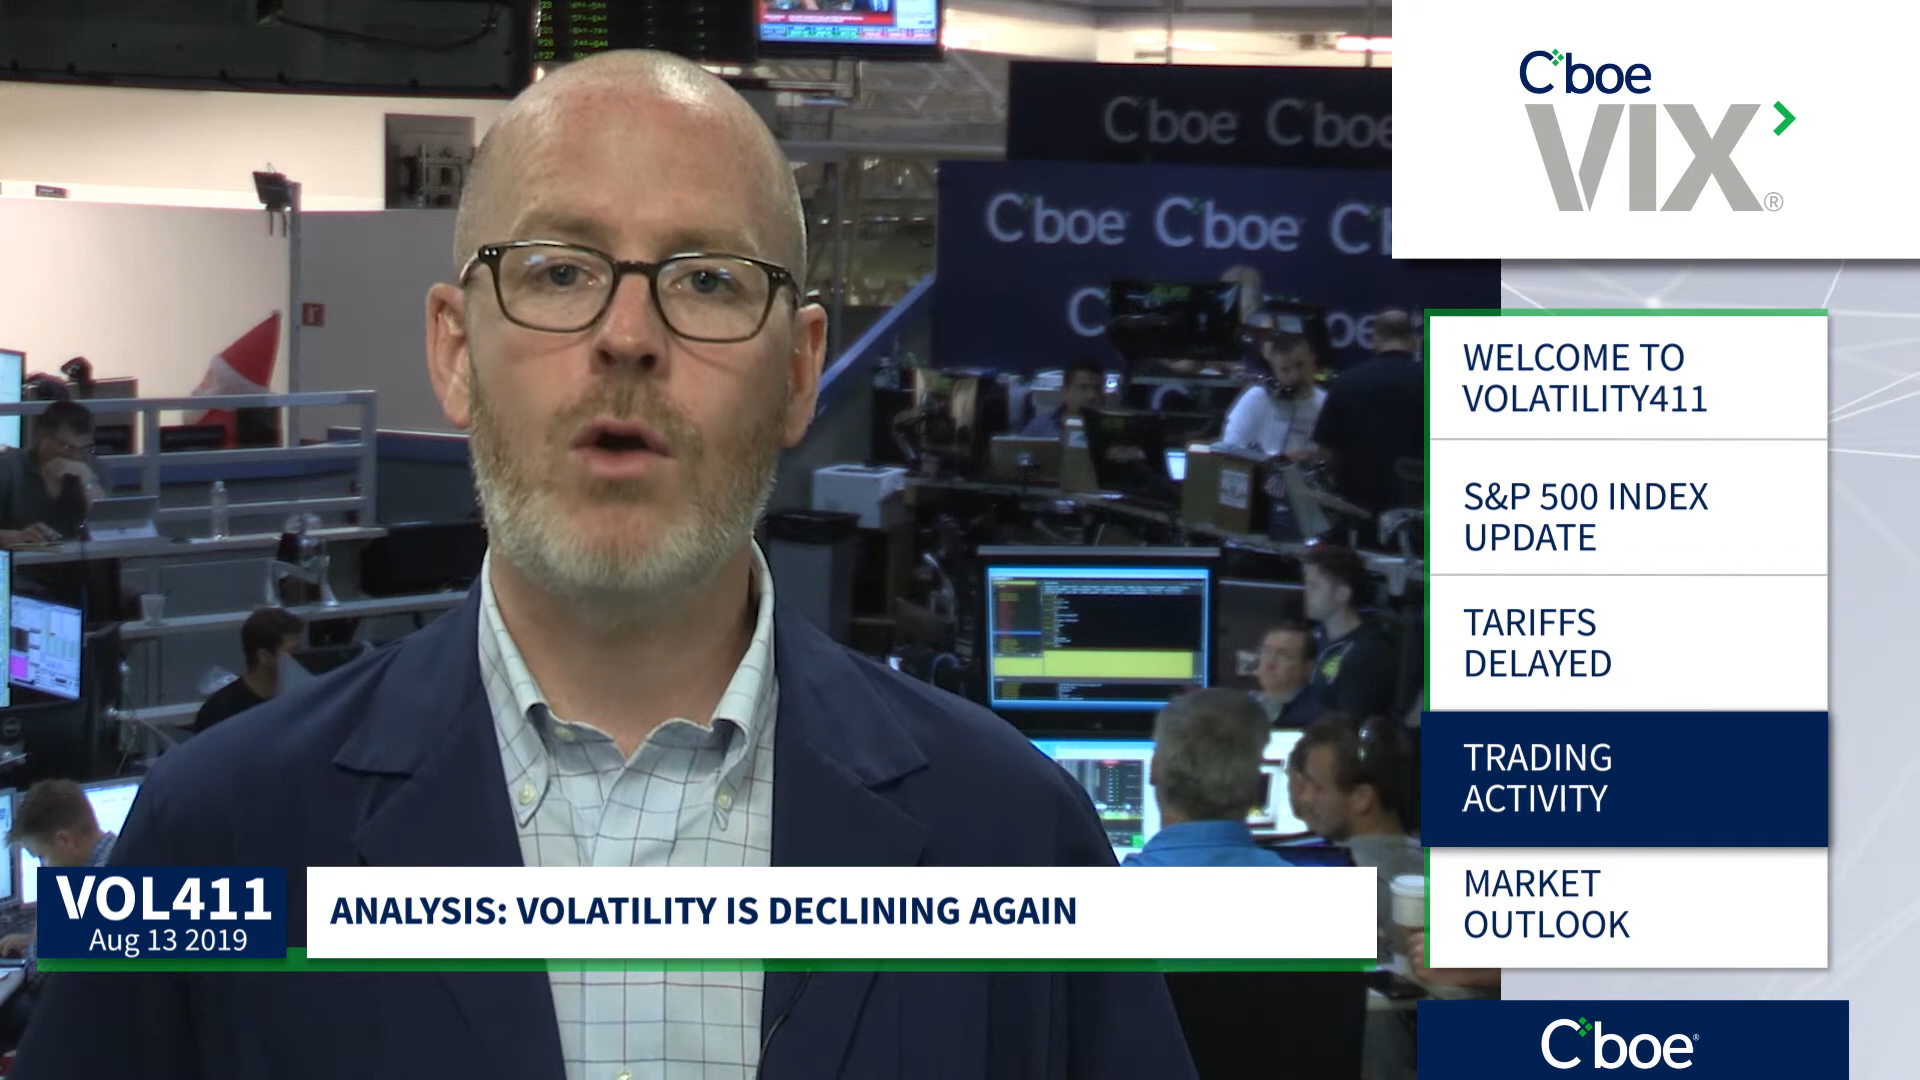 Cboe Cboe
Cboe Cboe C
Cboe
VIX®
WELCOME TO
VOLATILITY411
S&P 500 INDEX
UPDATE
TARIFFS
DELAYED
TRADING
ACTIVITY
MARKET
OUTLOOK
VOL411
Aug 13 2019
ANALYSIS: VOLATILITY IS DECLINING AGAIN
Cboe®